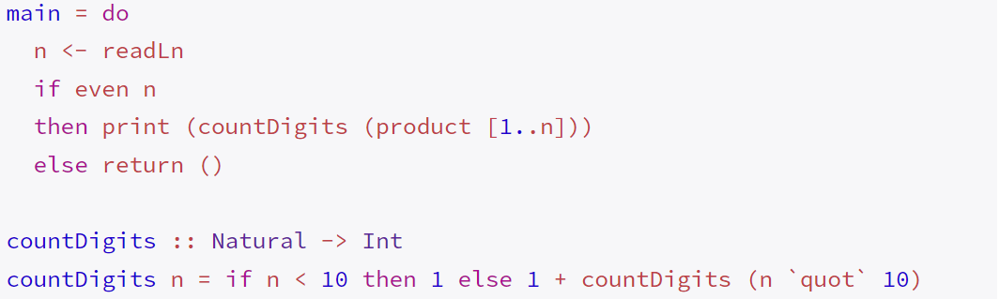 main = do
  n <- readLn
  if even n
  then print (countDigits (product [1..n]))
  else return ()

countDigits :: Natural -> Int
countDigits n = if n < 10 then 1 else 1 + countDigits (n `quot` 10)